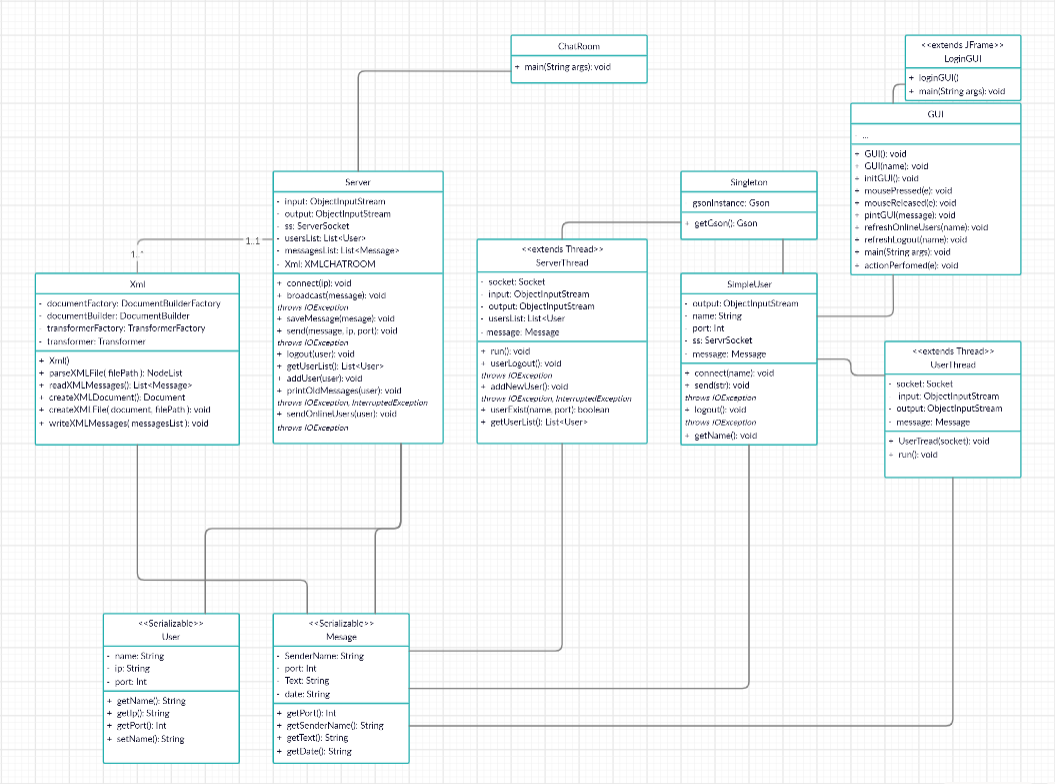 ChatRoom
+ main(String args): void
<<extends JFrame>>
LoginGUI
+ loginGUI()
+ main(String args): void
GUI
...
+ GUI(): void
+ GUI(name): void
+ initGUI(): void
+ mousePressed(e): void
+ mouseReleased(e): void
+ pintGUI(message): void
+ refreshOnlineUsers(name): void
+ refreshLogout(name): void
+ main(String args): void
+ actionPerfomed(e): void
Server
- input: ObjectInputStream
- output: ObjectInputStream
- ss: ServerSocket
- usersList: List<User>
- messagesList: List<Message>
- Xml: XMLCHATROOM
+ connect(ip): void
+ broadcast(message): void
throws IOException
+ saveMessage(mesage): void
+ send(message, ip, port): void
throws IOException
+ logout(user): void
+ getUserList(): List<User>
+ addUser(user): void
+ printOldMessages(user): void
throws IOException, InterruptedException
+ sendOnlineUsers(user): void
throws IOException
1..1
1..*
Xml
- documentFactory: DocumentBuilderFactory
- documentBuilder: DocumentBuilder
- transformerFactory: TransformerFactory
- transformer: Transformer
+ Xml()
+ parseXMLFile( filePath ): NodeList
+ readXMLMessages(): List<Message>
+ createXMLDocument(): Document
+ createXMLFile( document, filePath ): void
+ writeXMLMessages( messagesList ): void
Singleton
gsonInstance: Gson
+ getGson(): Gson
<<extends Thread>>
ServerThread
- socket: Socket
- input: ObjectInputStream
- output: ObjectInputStream
- usersList: List<User
- message: Message
+ run(): void
+ userLogout(): void
throws IOException
+ addNewUser(): void
throws IOException, InterruptedException
+ userExist(name, port): boolean
+ getUserList(): List<User>
SimpleUser
- output: ObjectInputStream
- name: String
- port: Int
- ss: ServrSocket
- message: Message
+ connect(name): void
+ send(str): void
throws IOException
+ logout(): void
throws IOException
+ getName(): void
<<extends Thread>>
UserThread
- socket: Socket
input: ObjectInputStream
- output: ObjectInputStream
- message: Message
+ UserTread(socket): void
+ run(): void
<<Serializable>>
User
- name: String
- ip: String
- port: Int
+ getName(): String
+ getIp(): String
+ getPort(): Int
+ setName(): String
<<Serializable>>
Mesage
- SenderName: String
- port: Int
- Text: String
- date: String
+ getPort(): Int
+ getSenderName(): String
+ getText(): String
+ getDate(): String